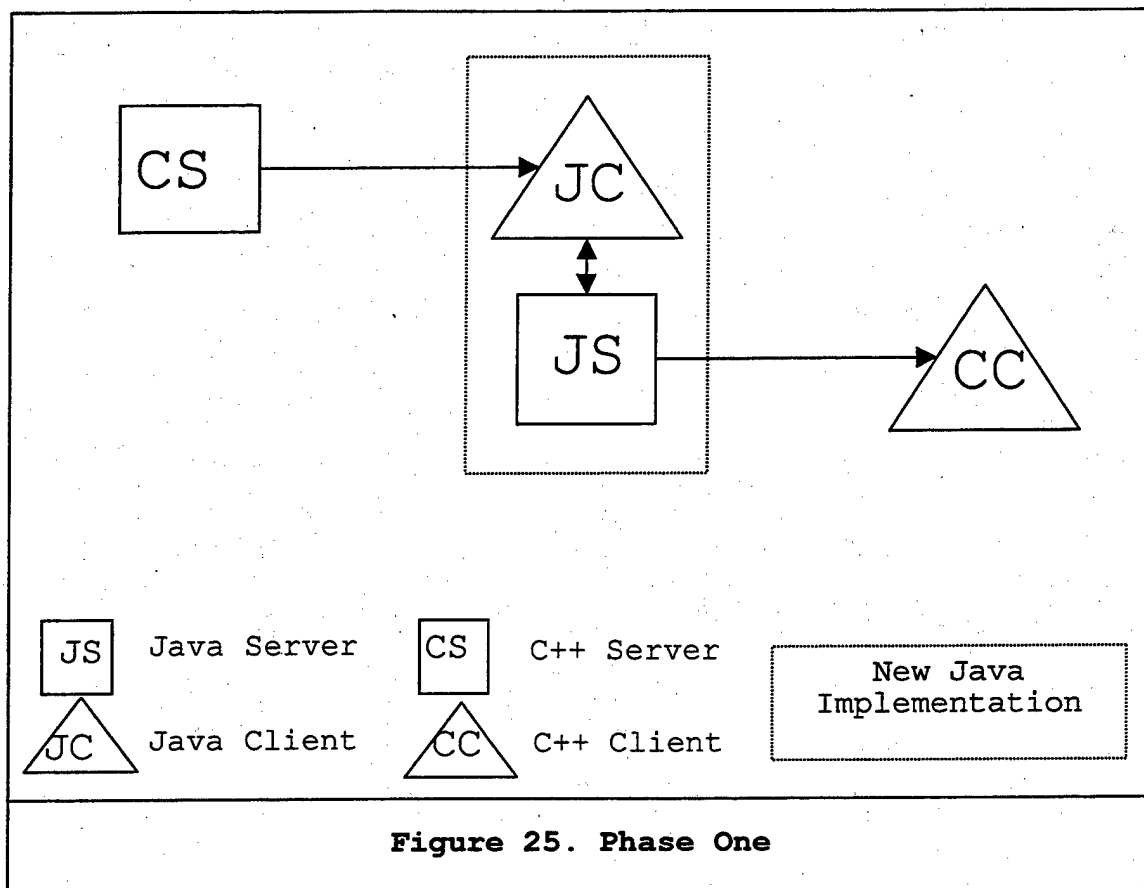 CS
JC
JS
CC
JS Java Server
CS C++ Server
New Java
Implementation
JC Java Client
CC C++ Client
Figure 25. Phase One